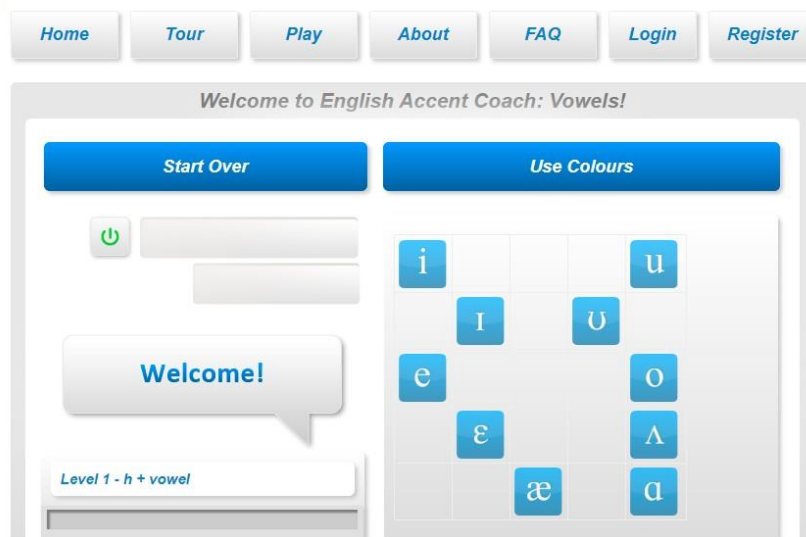 Home Tour Play About FAQ Login Register
Welcome to English Accent Coach: Vowels!
Start Over
Use Colours
Welcome!
Level 1 - h + vowel
i u
ɪ ʊ
e o
ɛ ʌ
æ ɑ